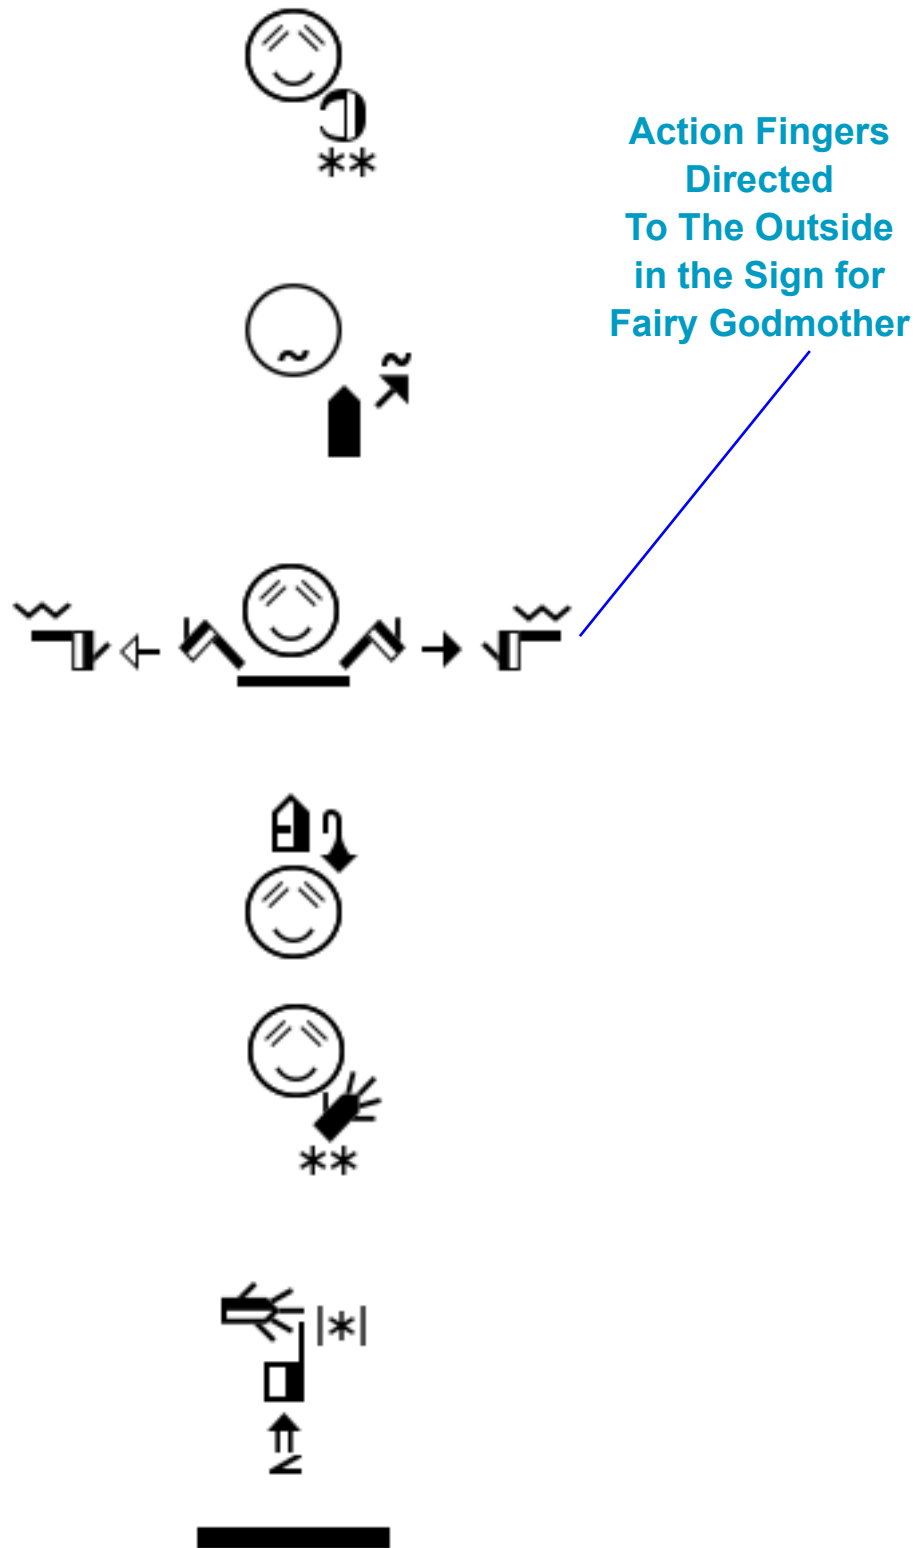 Action Fingers
Directed
To The Outside
in the Sign for
Fairy Godmother